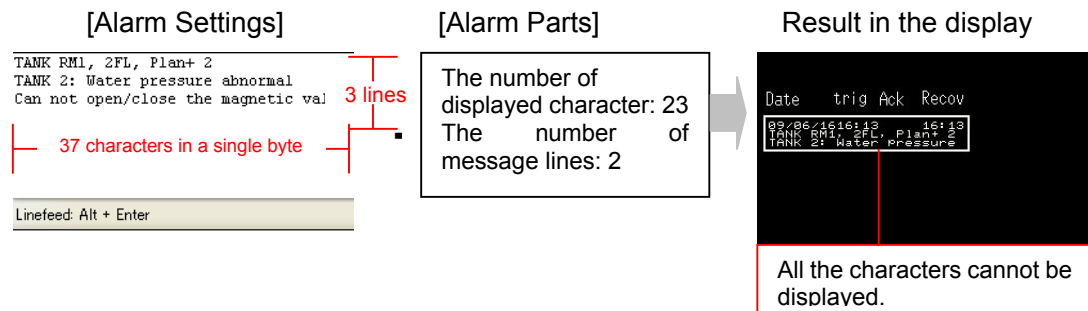 [Alarm Settings]
[Alarm Parts]
Result in the display
TANK RM1, 2FL, Plan+ 2
TANK 2: Water pressure abnormal
Can not open/close the magnetic val
3 lines
37 characters in a single byte
Linefeed: Alt + Enter
The number of
displayed character: 23
The number of
message lines: 2
Date trig Ack Recov
09/06/1616:13 16:13
TANK RM1, 2FL, Plan+ 2
TANK 2: Water pressure
All the characters cannot be
displayed.